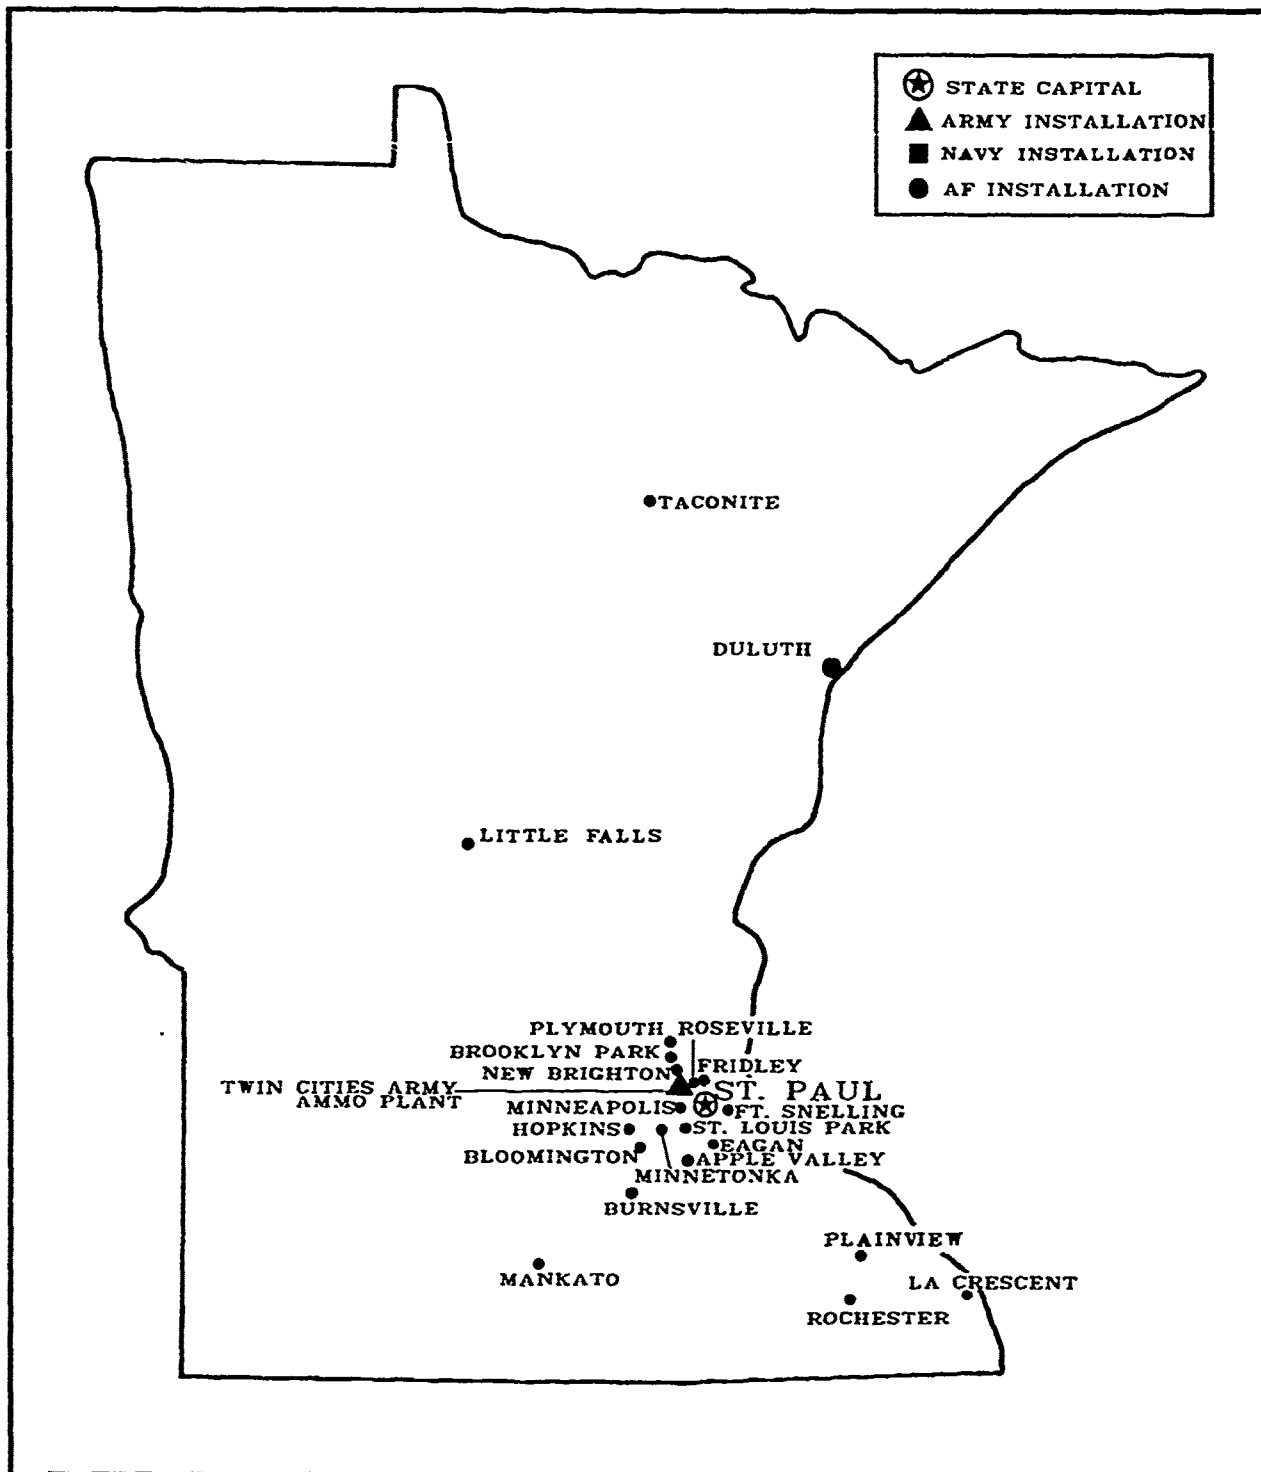 STATE CAPITAL
ARMY INSTALLATION
NAVY INSTALLATION
AF INSTALLATION
TACONITE
DULUTH
LITTLE FALLS
PLYMOUTH ROSEVILLE
BROOKLYN PARK
FRIDLEY
NEW BRIGHTON
TWIN CITIES ARMY
AMMO PLANT
ST. PAUL
MINNEAPOLIS
FT. SNELLING
HOPKINS
ST. LOUIS PARK
EAGAN
BLOOMINGTON
APPLE VALLEY
MINNETONKA
BURNSVILLE
PLAINVIEW
MANKATO
LA CRESCENT
ROCHESTER